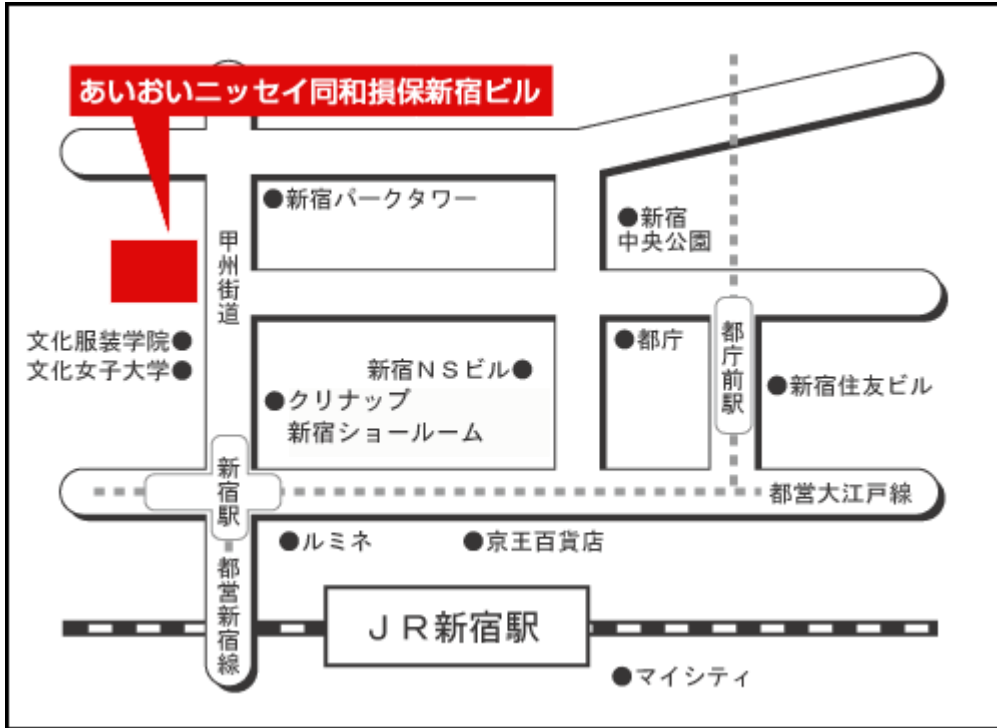 あいおいニッセイ同和損保新宿ビル
新宿パークタワー
新宿
中央公園
甲州街道
文化服装学院
文化女子大学
新宿ＮＳビル
クリナップ
新宿ショールーム
都庁
都庁前駅
新宿住友ビル
新宿駅
都営大江戸線
ルミネ
京王百貨店
都営新宿線
ＪＲ新宿駅
マイシティ